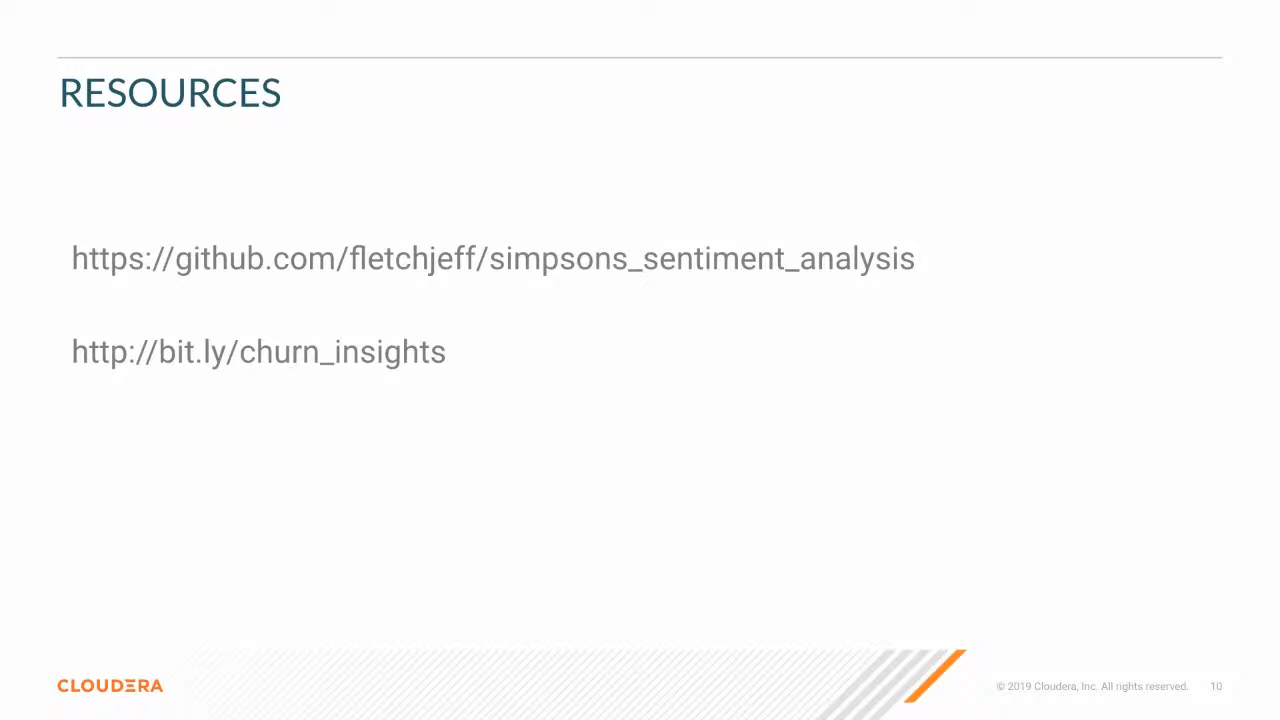 RESOURCES
https://github.com/fletchjeff/simpsons_sentiment_analysis
http://bit.ly/churn_insights
CLOUDERA
© 2019 Cloudera, Inc. All rights reserved. 10